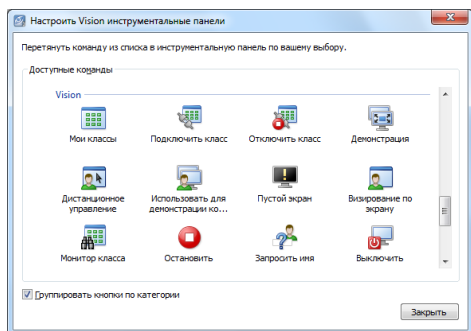 Настроить Vision инструментальные панели
Перетянуть команду из списка в инструментальную панель по вашему выбору.
Доступные команды
Vision
Мои классы
Подключить класс
Отключить класс
Демонстрация
Дистанционное
управление
Использовать для
демонстрации ко...
Пустой экран
Визирование по
экрану
Монитор класса
Остановить
Запросить имя
Выключить
Группировать кнопки по категории
Закрыть